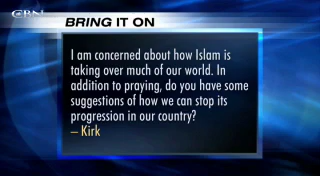 CBN
BRING IT ON
I am concerned about how Islam is
taking over much of our world. In
addition to praying, do you have some
suggestions of how we can stop its
progression in our country?
– Kirk